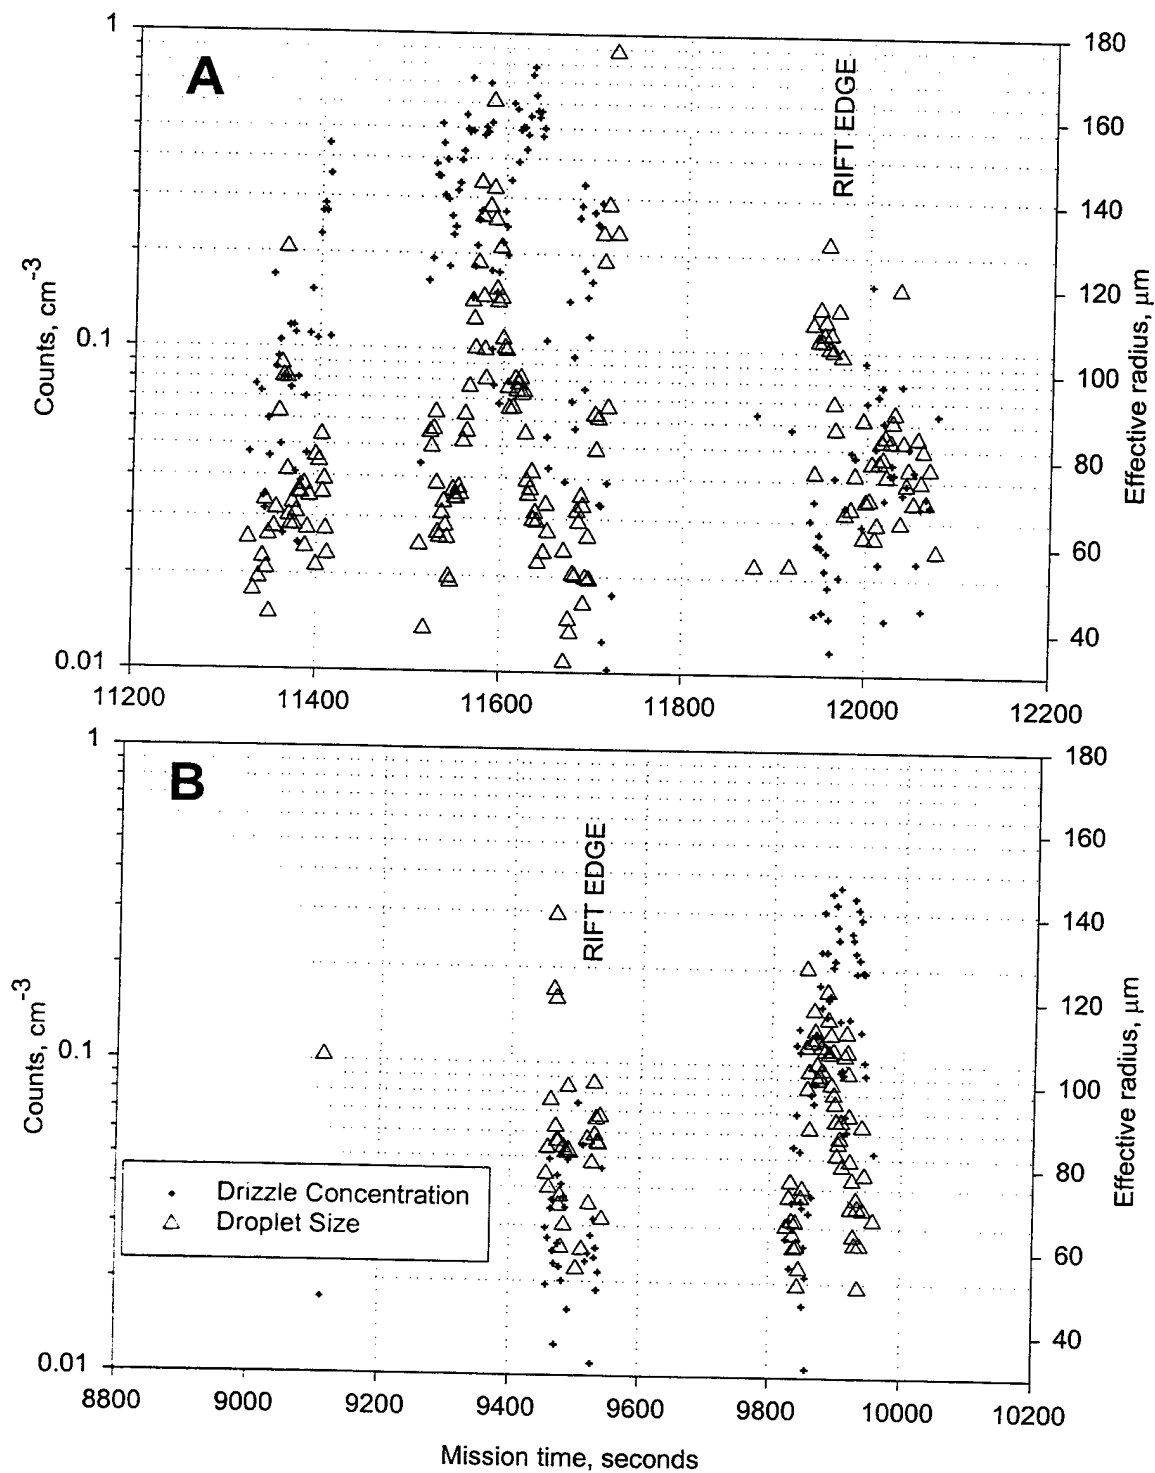 A
1
0.1
0.01
Counts, cm-3
180
160
140
120
100
80
60
40
Effective radius, μm
RIFT EDGE
11200 11400 11600 11800 12000 12200
B
1
0.1
0.01
Counts, cm-3
180
160
140
120
100
80
60
40
Effective radius, μm
RIFT EDGE
Drizzle Concentration
Droplet Size
8800 9000 9200 9400 9600 9800 10000 10200
Mission time, seconds